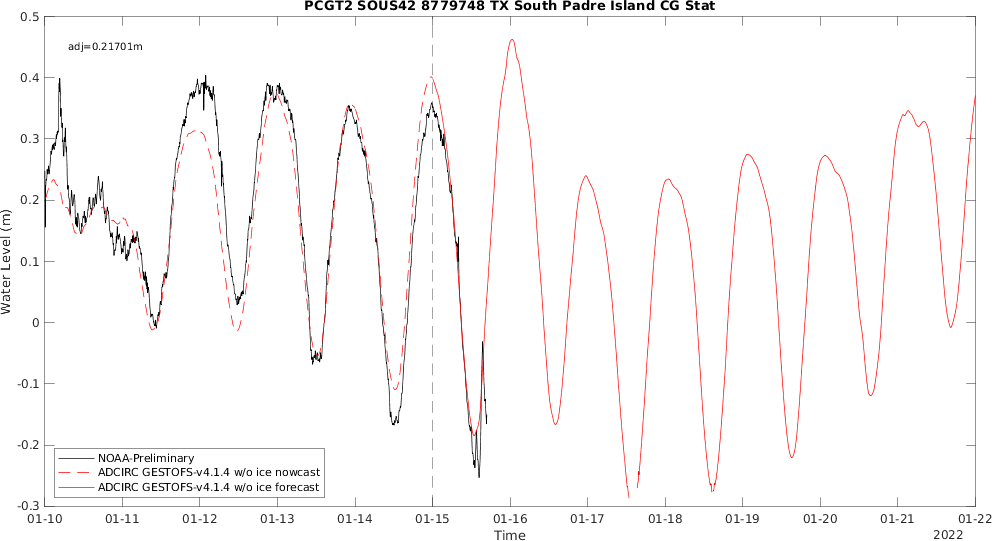 PCGT2 SOUS42 8779748 TX South Padre Island CG Stat
adj=0.21701m
0.5
0.4
0.3
0.2
0.1
0
-0.1
-0.2
-0.3
Water Level (m)
NOAA-Preliminary
ADCIRC GESTOFS-v4.1.4 w/o ice nowcast
ADCIRC GESTOFS-v4.1.4 w/o ice forecast
01-10 01-11 01-12 01-13 01-14 01-15 01-16 01-17 01-18 01-19 01-20 01-21 01-22
Time
2022